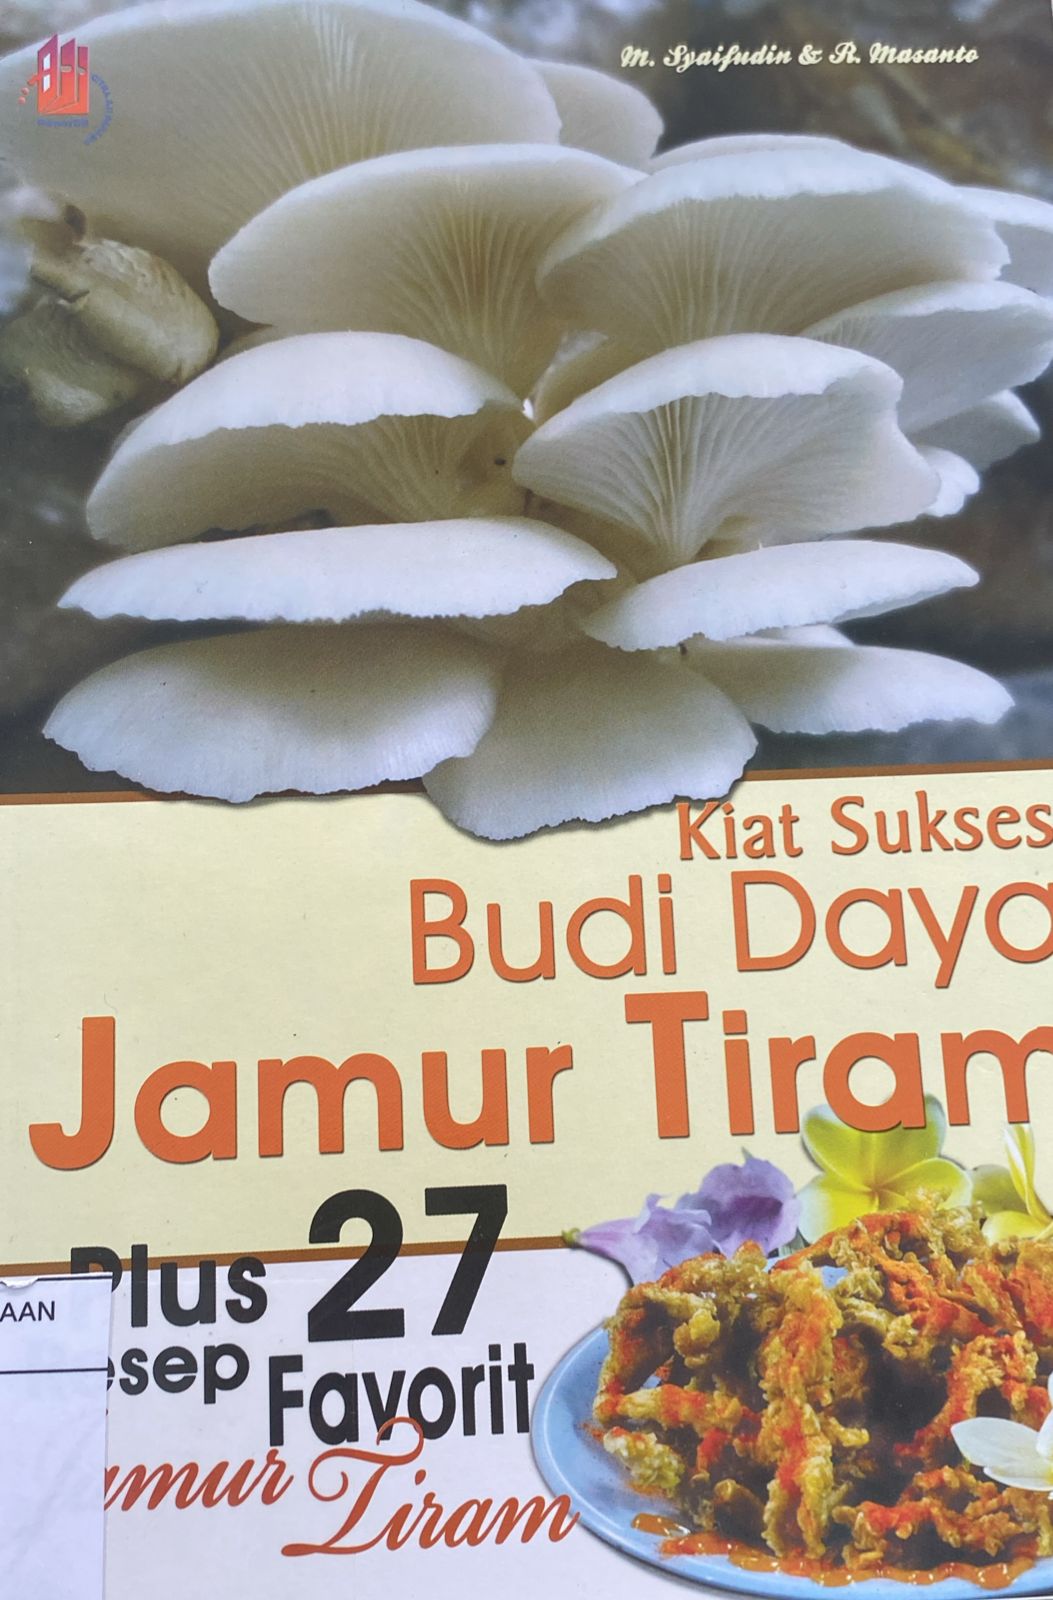 M. Syaifudin & R. Masanto
Kiat Sukses
Budi Daya
Jamur Tiram
Plus 27
esep Favorit
amur Tiram
AAN